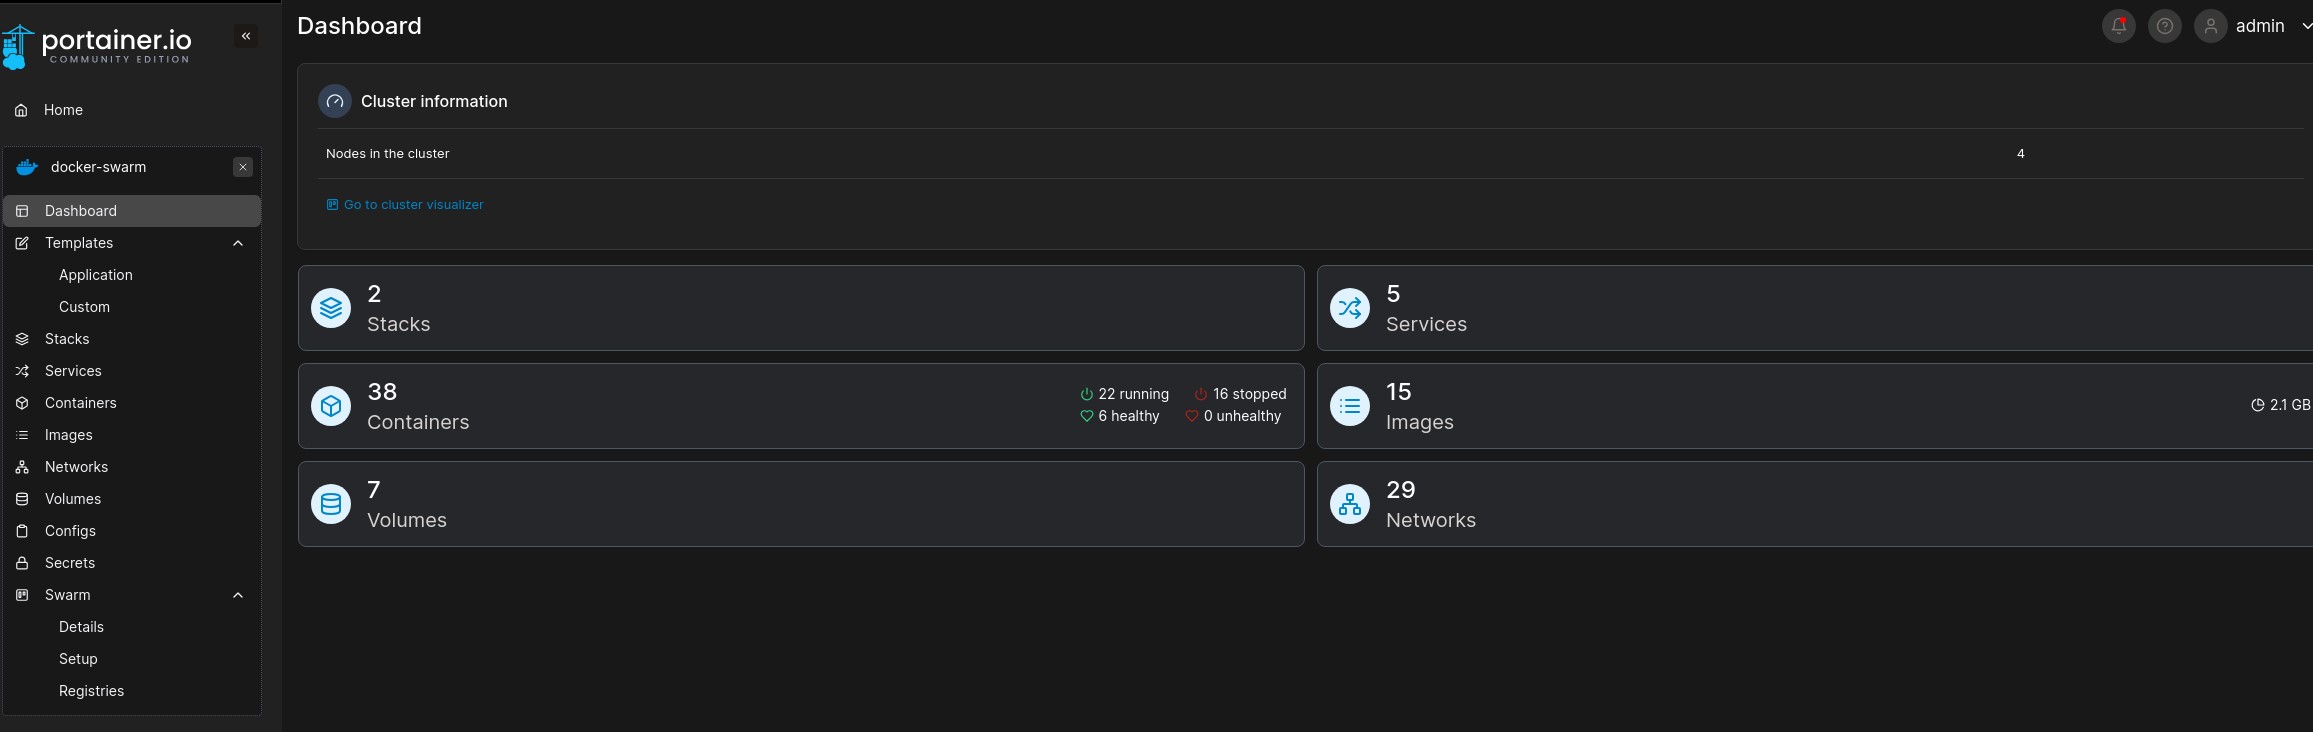 portainer.io
COMMUNITY EDITION
Home
docker-swarm
Dashboard
Templates
Application
Custom
Stacks
Services
Containers
Images
Networks
Volumes
Configs
Secrets
Swarm
Details
Setup
Registries
Dashboard
admin
Cluster information
Nodes in the cluster 4
Go to cluster visualizer
2
Stacks
5
Services
38
Containers
22 running 16 stopped
6 healthy 0 unhealthy
15
Images
2.1 GB
7
Volumes
29
Networks